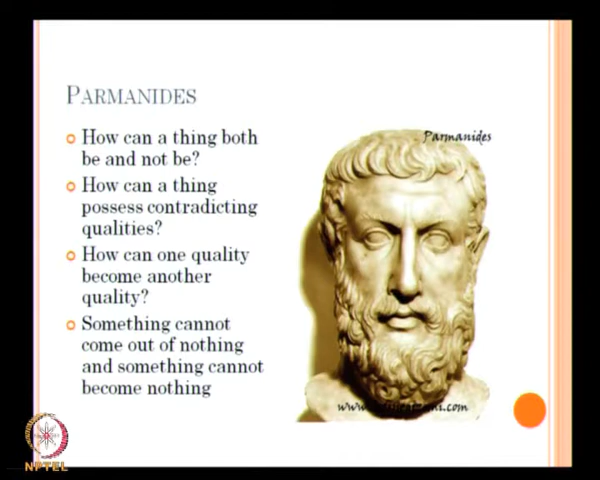 PARMANIDES
How can a thing both
be and not be?
How can a thing
possess contradicting
qualities?
How can one quality
become another
quality?
Something cannot
come out of nothing
and something cannot
become nothing
Parmanides
NPTEL